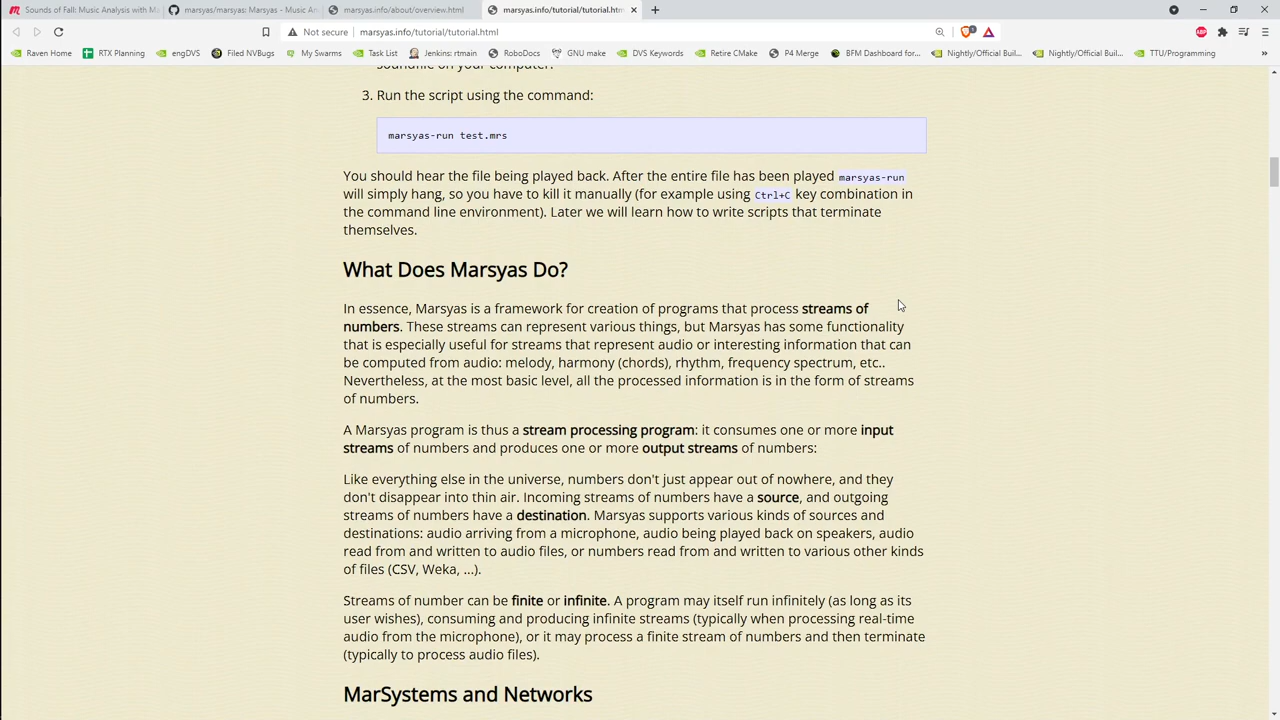 Sounds of Fall: Music Analysis with Ma
marsyas/marsyas: Marsyas - Music An
marsyas.info/about/overview.html
marsyas.info/tutorial/tutorial.htm
Not secure
marsyas.info/tutorial/tutorial.html
Raven Home
RTX Planning
engDVS
Filed NVBugs
My Swarms
Task List
Jenkins: rtmain
RoboDocs
GNU make
DVS Keywords
Retire CMake
P4 Merge
BFM Dashboard for...
Nightly/Official Buil...
Nightly/Official Buil...
TTU/Programming
soundfile on your computer.
3. Run the script using the command:
marsyas-run test.mrs
You should hear the file being played back. After the entire file has been played marsyas-run
will simply hang, so you have to kill it manually (for example using Ctrl+C key combination in
the command line environment). Later we will learn how to write scripts that terminate
themselves.
What Does Marsyas Do?
In essence, Marsyas is a framework for creation of programs that process streams of
numbers. These streams can represent various things, but Marsyas has some functionality
that is especially useful for streams that represent audio or interesting information that can
be computed from audio: melody, harmony (chords), rhythm, frequency spectrum, etc..
Nevertheless, at the most basic level, all the processed information is in the form of streams
of numbers.
A Marsyas program is thus a stream processing program: it consumes one or more input
streams of numbers and produces one or more output streams of numbers:
Like everything else in the universe, numbers don't just appear out of nowhere, and they
don't disappear into thin air. Incoming streams of numbers have a source, and outgoing
streams of numbers have a destination. Marsyas supports various kinds of sources and
destinations: audio arriving from a microphone, audio being played back on speakers, audio
read from and written to audio files, or numbers read from and written to various other kinds
of files (CSV, Weka, ...).
Streams of number can be finite or infinite. A program may itself run infinitely (as long as its
user wishes), consuming and producing infinite streams (typically when processing real-time
audio from the microphone), or it may process a finite stream of numbers and then terminate
(typically to process audio files).
MarSystems and Networks